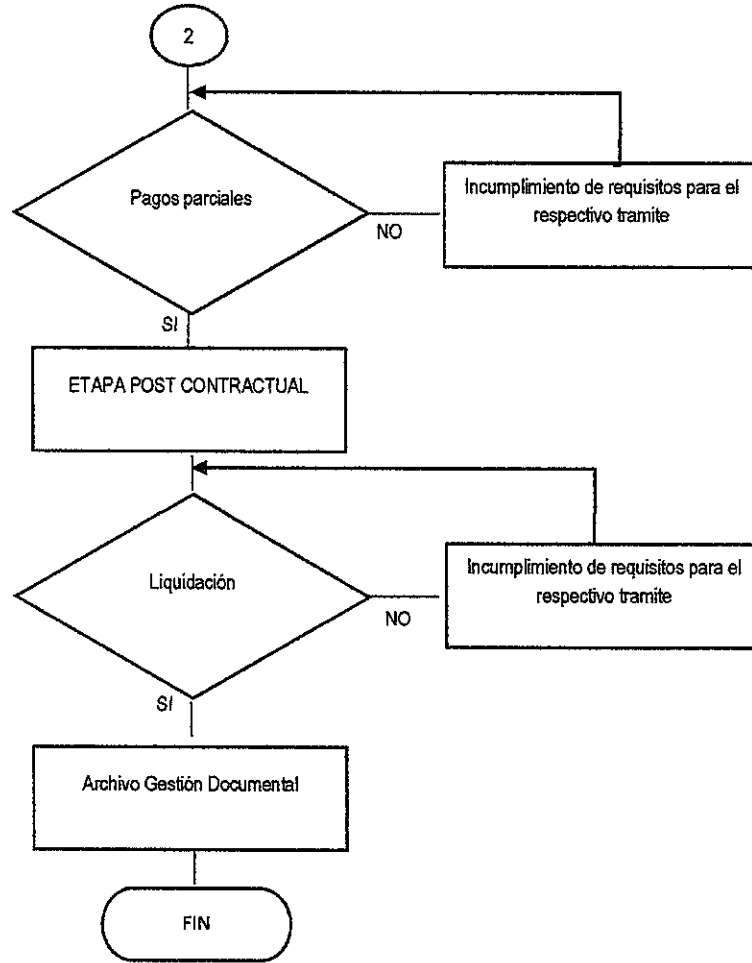 2
Pagos parciales
Incumplimiento de requisitos para el
respectivo tramite
NO
SI
ETAPA POST CONTRACTUAL
Liquidación
Incumplimiento de requisitos para el
respectivo tramite
NO
SI
Archivo Gestión Documental
FIN